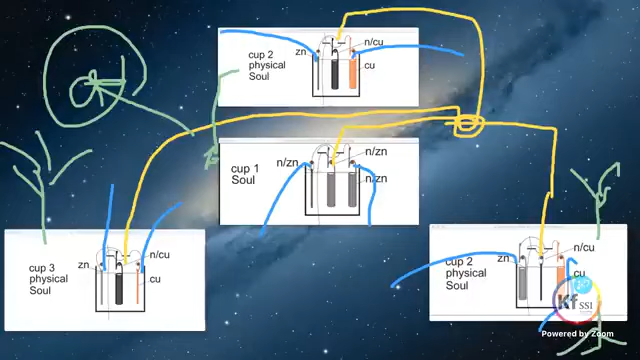 cup 2
physical
Soul
zn
n/cu
cu
cup 1
Soul
n/zn
n/zn
n/zn
cup 3
physical
Soul
zn
n/cu
cu
cup 2
physical
Soul
zn
n/cu
cu
Kf SSI
Powered by Zoom